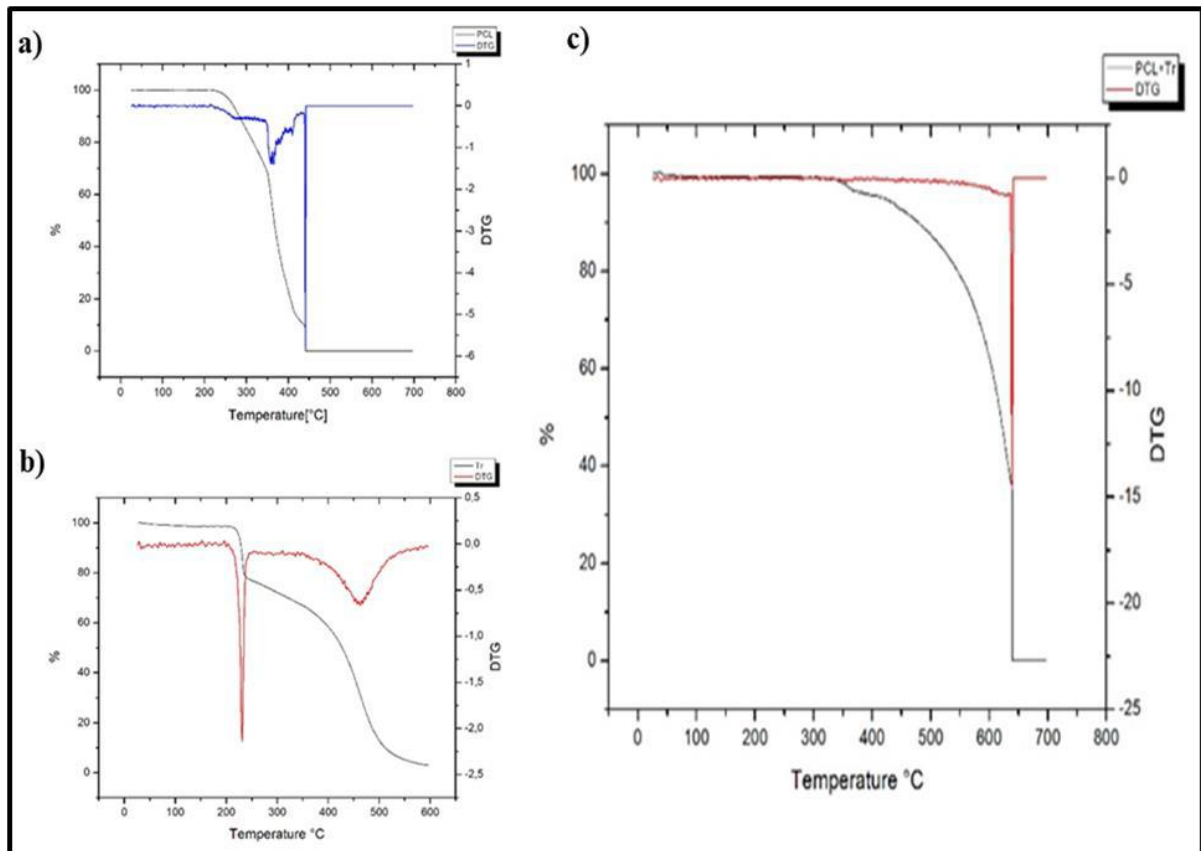 a)
PCL
DTG
100
80
60
40
20
0
%
1
0
-1
-2
-3
-4
-5
-6
DTG
0 100 200 300 400 500 600 700 800
Temperature[°C]
b)
Tr
DTG
100
80
60
40
20
0
%
0,5
0,0
-0,5
-1,0
-1,5
-2,0
-2,5
DTG
0 100 200 300 400 500 600
Temperature °C
c)
PCL+Tr
DTG
100
80
60
40
20
0
%
0
-5
-10
-15
-20
-25
DTG
0 100 200 300 400 500 600 700 800
Temperature °C